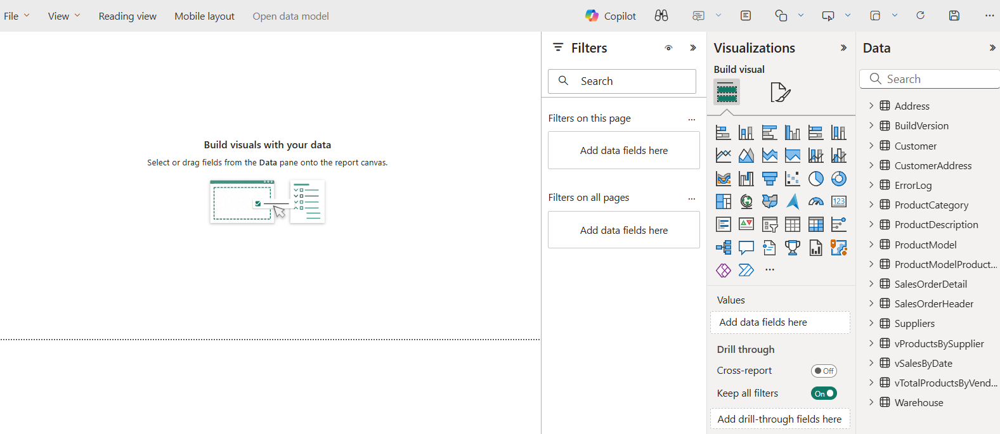 File View Reading view Mobile layout Open data model Copilot
Build visuals with your data
Select or drag fields from the Data pane onto the report canvas.
Filters
Search
Filters on this page ...
Add data fields here
Filters on all pages ...
Add data fields here
Visualizations
Build visual
123
...
Values
Add data fields here
Drill through
Cross-report Off
Keep all filters On
Add drill-through fields here
Data
Search
Address
BuildVersion
Customer
CustomerAddress
ErrorLog
ProductCategory
ProductDescription
ProductModel
ProductModelProduct...
SalesOrderDetail
SalesOrderHeader
Suppliers
vProductsBySupplier
vSalesByDate
vTotalProductsByVend...
Warehouse